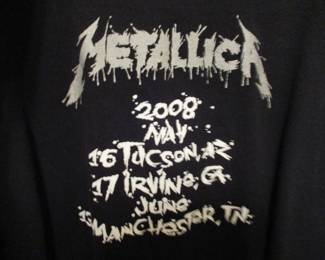 METALLICA
2008
MAY
16 TUCSON, AZ
17 IRVINE, CA
JUNE
MANCHESTER, TN